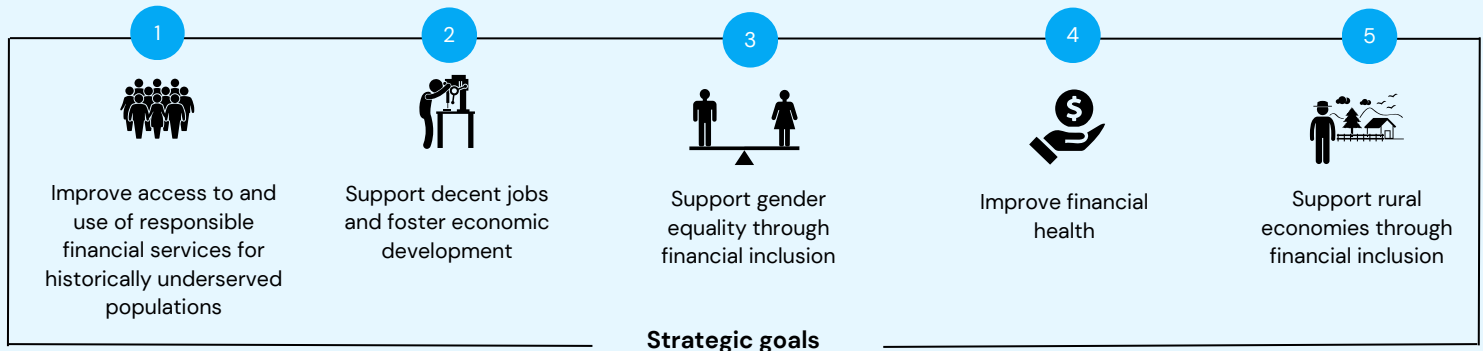 1
Improve access to and
use of responsible
financial services for
historically underserved
populations
2
Support decent jobs
and foster economic
development
3
Support gender
equality through
financial inclusion
4
$
Improve financial
health
5
Support rural
economies through
financial inclusion
Strategic goals